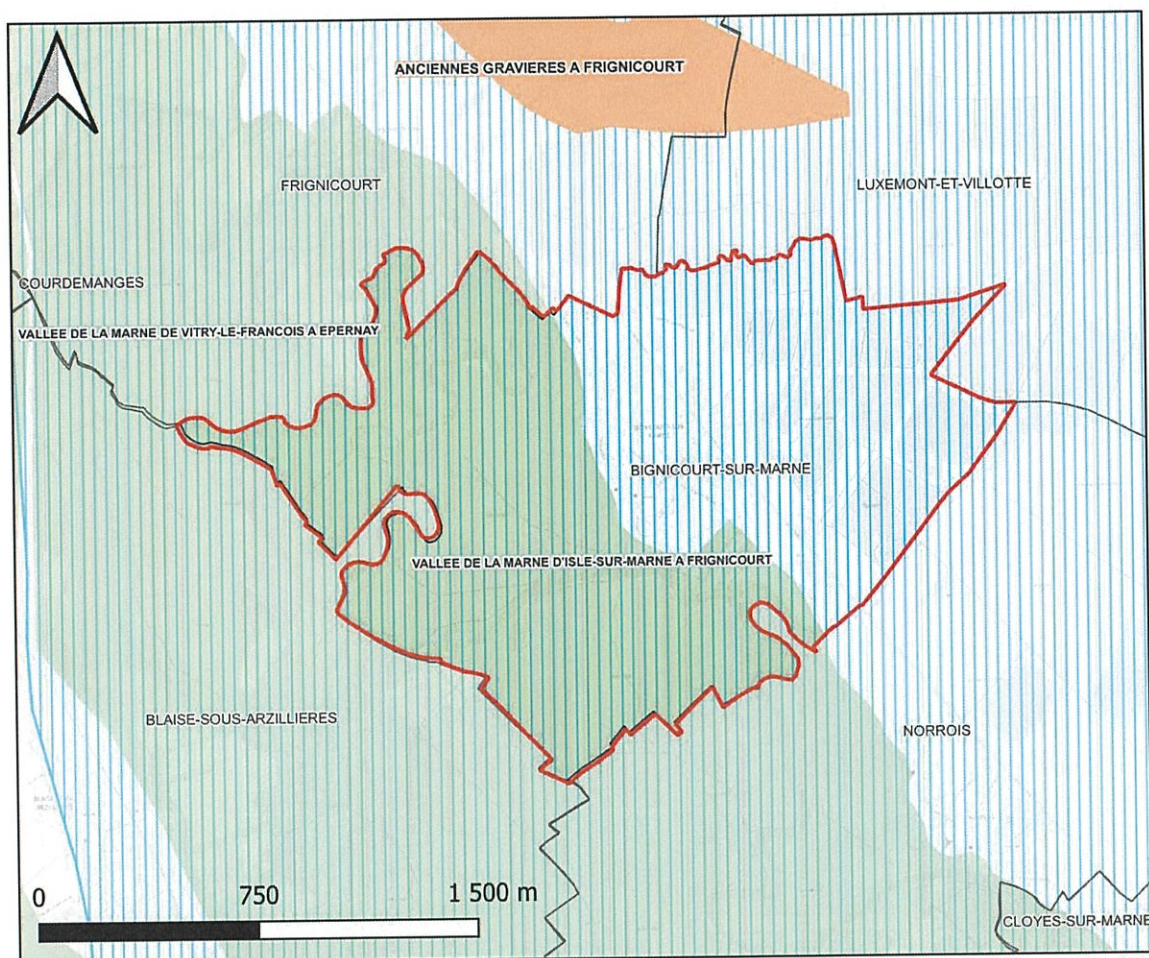 ANCIENNES GRAVIERES A FRIGNICOURT
FRIGNICOURT
LUXEMONT-ET-VILLOTTE
COURDEMANGES
VALLEE DE LA MARNE DE VITRY-LE-FRANCOIS A EPERNAY
BIGNICOURT-SUR-MARNE
VALLEE DE LA MARNE D'ISLE-SUR-MARNE A FRIGNICOURT
BLAISE-SOUS-ARZILLIERES
NORROIS
0 750 1 500 m
CLOYES-SUR-MARNE